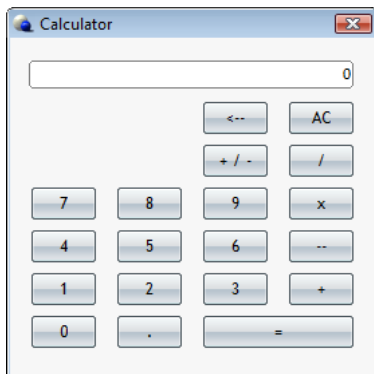 Calculator
0
<-- AC
+ / - /
7 8 9 x
4 5 6 --
1 2 3 +
0 . =